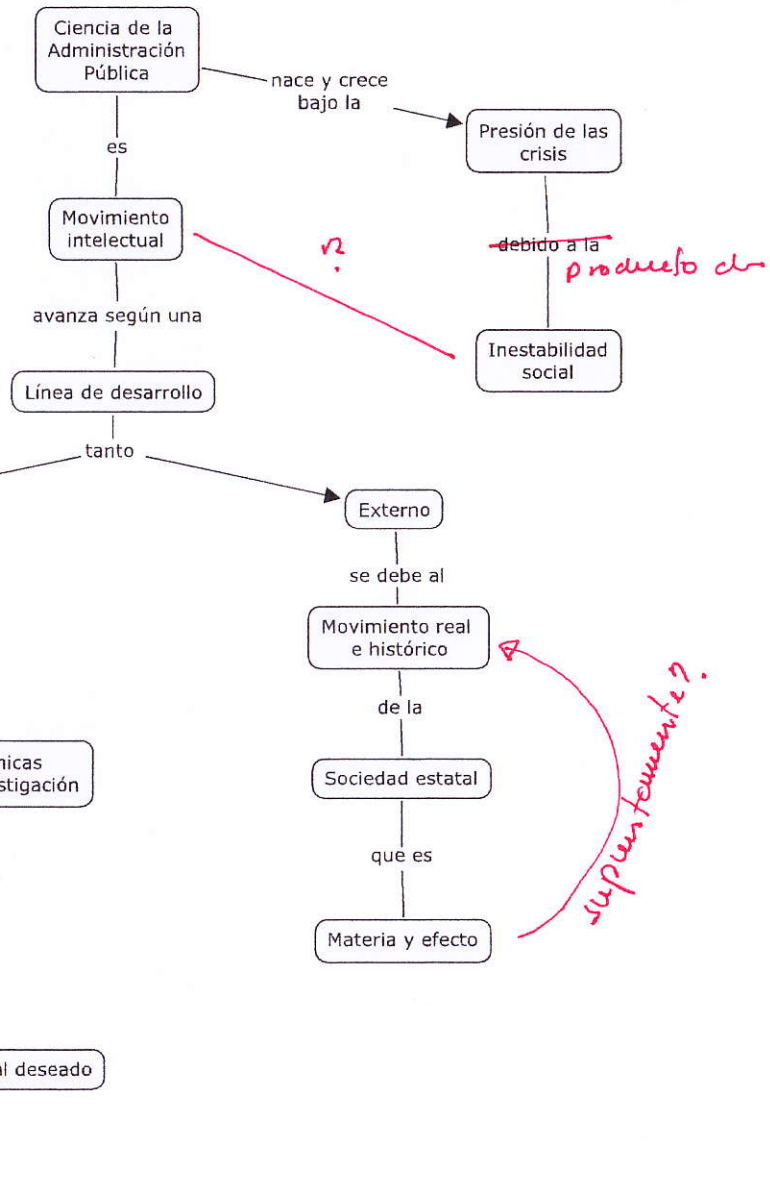 Ciencia de la
Administración
Pública
nace y crece
bajo la
Presión de las
crisis
es
Movimiento
intelectual
?
debido a la
producto de
avanza según una
Inestabilidad
social
Línea de desarrollo
tanto
Externo
se debe al
Movimiento real
e histórico
de la
supuestamente?.
nicas
stigación
Sociedad estatal
que es
Materia y efecto
al deseado